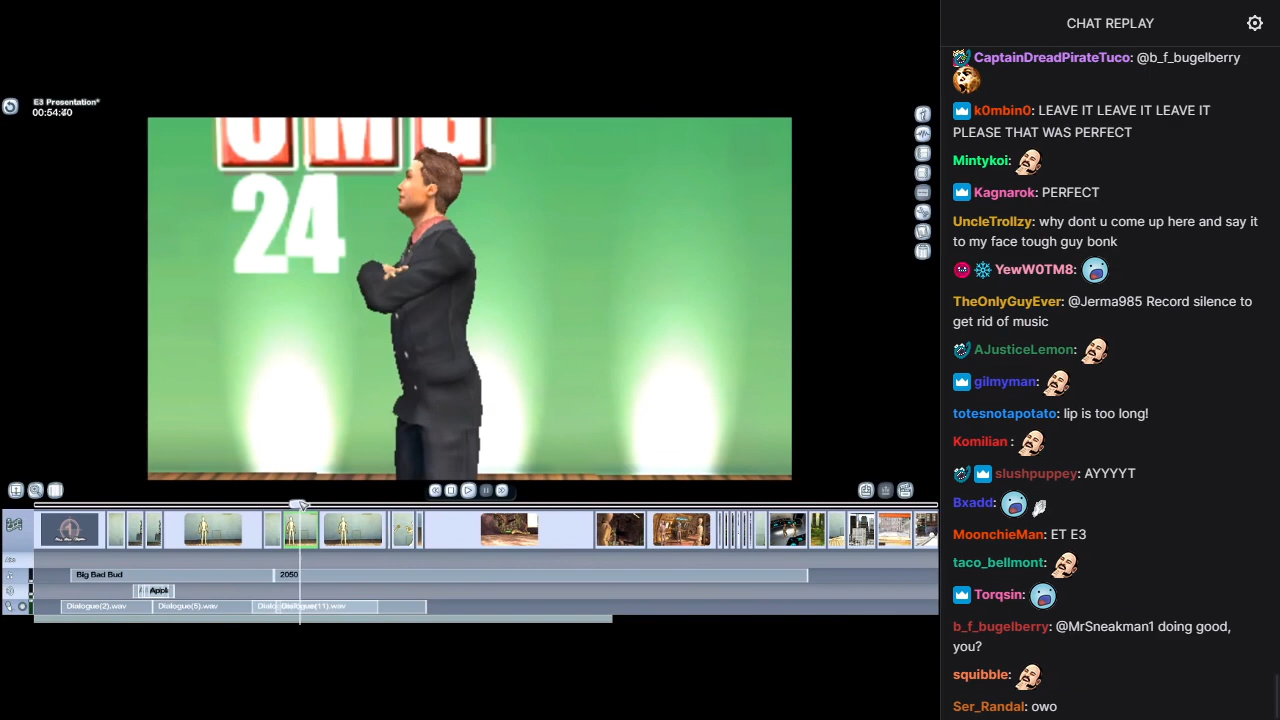 E3 Presentation*
00:54:40
OMG
24
Big Bad Bud
2050
Dialogue(2).wav
Dialogue(5).wav
Dialogue(11).wav
CHAT REPLAY
CaptainDreadPirateTuco: @b_f_bugelberry
k0mbin0: LEAVE IT LEAVE IT LEAVE IT
PLEASE THAT WAS PERFECT
Mintykoi:
Kagnarok: PERFECT
UncleTrollzy: why dont u come up here and say it
to my face tough guy bonk
YewW0TM8:
TheOnlyGuyEver: @Jerma985 Record silence to
get rid of music
AJusticeLemon:
gilmyman:
totesnotapotato: lip is too long!
Komilian :
slushpuppey: AYYYYT
Bxadd:
MoonchieMan: ET E3
taco_bellmont:
Torqsin:
b_f_bugelberry: @MrSneakman1 doing good,
you?
squibble:
Ser_Randal: owo